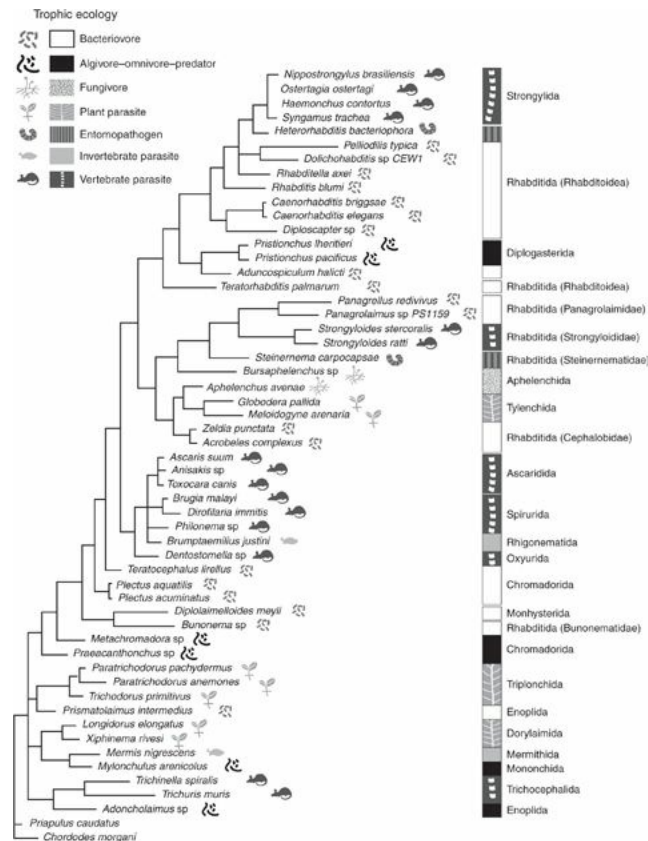 Trophic ecology
Bacteriovore
Algivore–omnivore–predator
Fungivore
Plant parasite
Entomopathogen
Invertebrate parasite
Vertebrate parasite
Nippostrongylus brasiliensis
Ostertagia ostertagi
Haemonchus contortus
Syngamus trachea
Heterorhabditis bacteriophora
Pelliodilis typica
Dolichohabditis sp CEW1
Rhabditella axei
Rhabditis blumi
Caenorhabditis briggsae
Caenorhabditis elegans
Diploscapter sp
Pristionchus lheritieri
Pristionchus pacificus
Aduncospiculum halicti
Teratorhabditis palmarum
Panagrellus redivivus
Panagrolaimus sp PS1159
Strongyloides stercoralis
Strongyloides ratti
Steinernema carpocapsae
Bursaphelenchus sp
Aphelenchus avenae
Globodera pallida
Meloidogyne arenaria
Zeldia punctata
Acrobeles complexus
Ascaris suum
Anisakis sp
Toxocara canis
Brugia malayi
Dirofilaria immitis
Philonema sp
Brumptaemilius justini
Dentostomella sp
Teratocephalus lirellus
Plectus aquatilis
Plectus acuminatus
Diplolaimelloides meyli
Bunonema sp
Metachromadora sp
Praeacanthonchus sp
Paratrichodorus pachydermus
Paratrichodorus anemones
Trichodorus primitivus
Prismatolaimus intermedius
Longidorus elongatus
Xiphinema rivesi
Mermis nigrescens
Mylonchulus arenicolus
Trichinella spiralis
Trichuris muris
Adoncholaimus sp
Priapulus caudatus
Chordodes morgani
Strongylida
Rhabditida (Rhabditoidea)
Diplogasterida
Rhabditida (Rhabditoidea)
Rhabditida (Panagrolaimidae)
Rhabditida (Strongyloididae)
Rhabditida (Steinernematidae)
Aphelenchida
Tylenchida
Rhabditida (Cephalobidae)
Ascaridida
Spirurida
Rhigonematida
Oxyurida
Chromadorida
Monhysterida
Rhabditida (Bunonematidae)
Chromadorida
Triplonchida
Enoplida
Dorylaimida
Mermithida
Mononchida
Trichocephalida
Enoplida